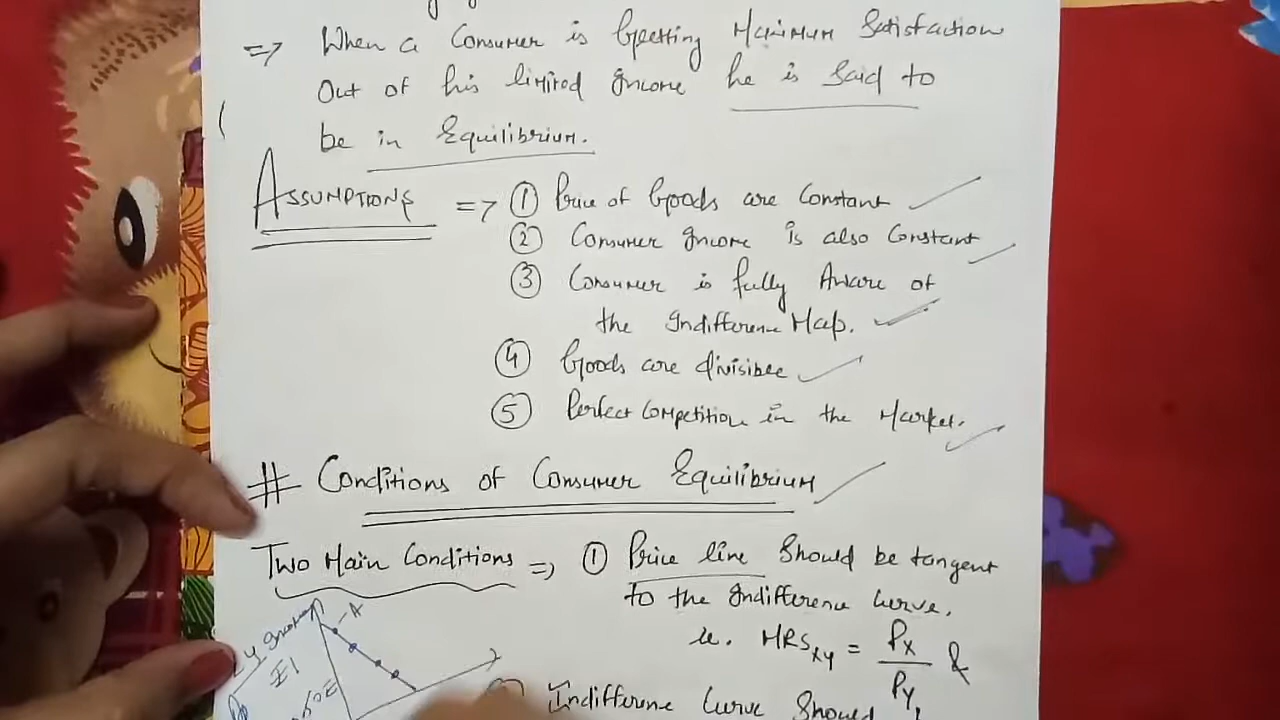 => When a Consumer is Getting Maximum Satisfaction
Out of his limited Income he is Said to
be in Equilibrium.
ASSUMPTIONS => ① Price of Goods are Constant
② Consumer Income is also Constant
③ Consumer is fully Aware of
the Indifference Map.
④ Goods are divisible
⑤ Perfect Competition in the Market.
# Conditions of Consumer Equilibrium
Two Main Conditions => ① Price line Should be tangent
to the Indifference Curve.
i.e. MRSxy = Px / Py &
Indifference Curve Should